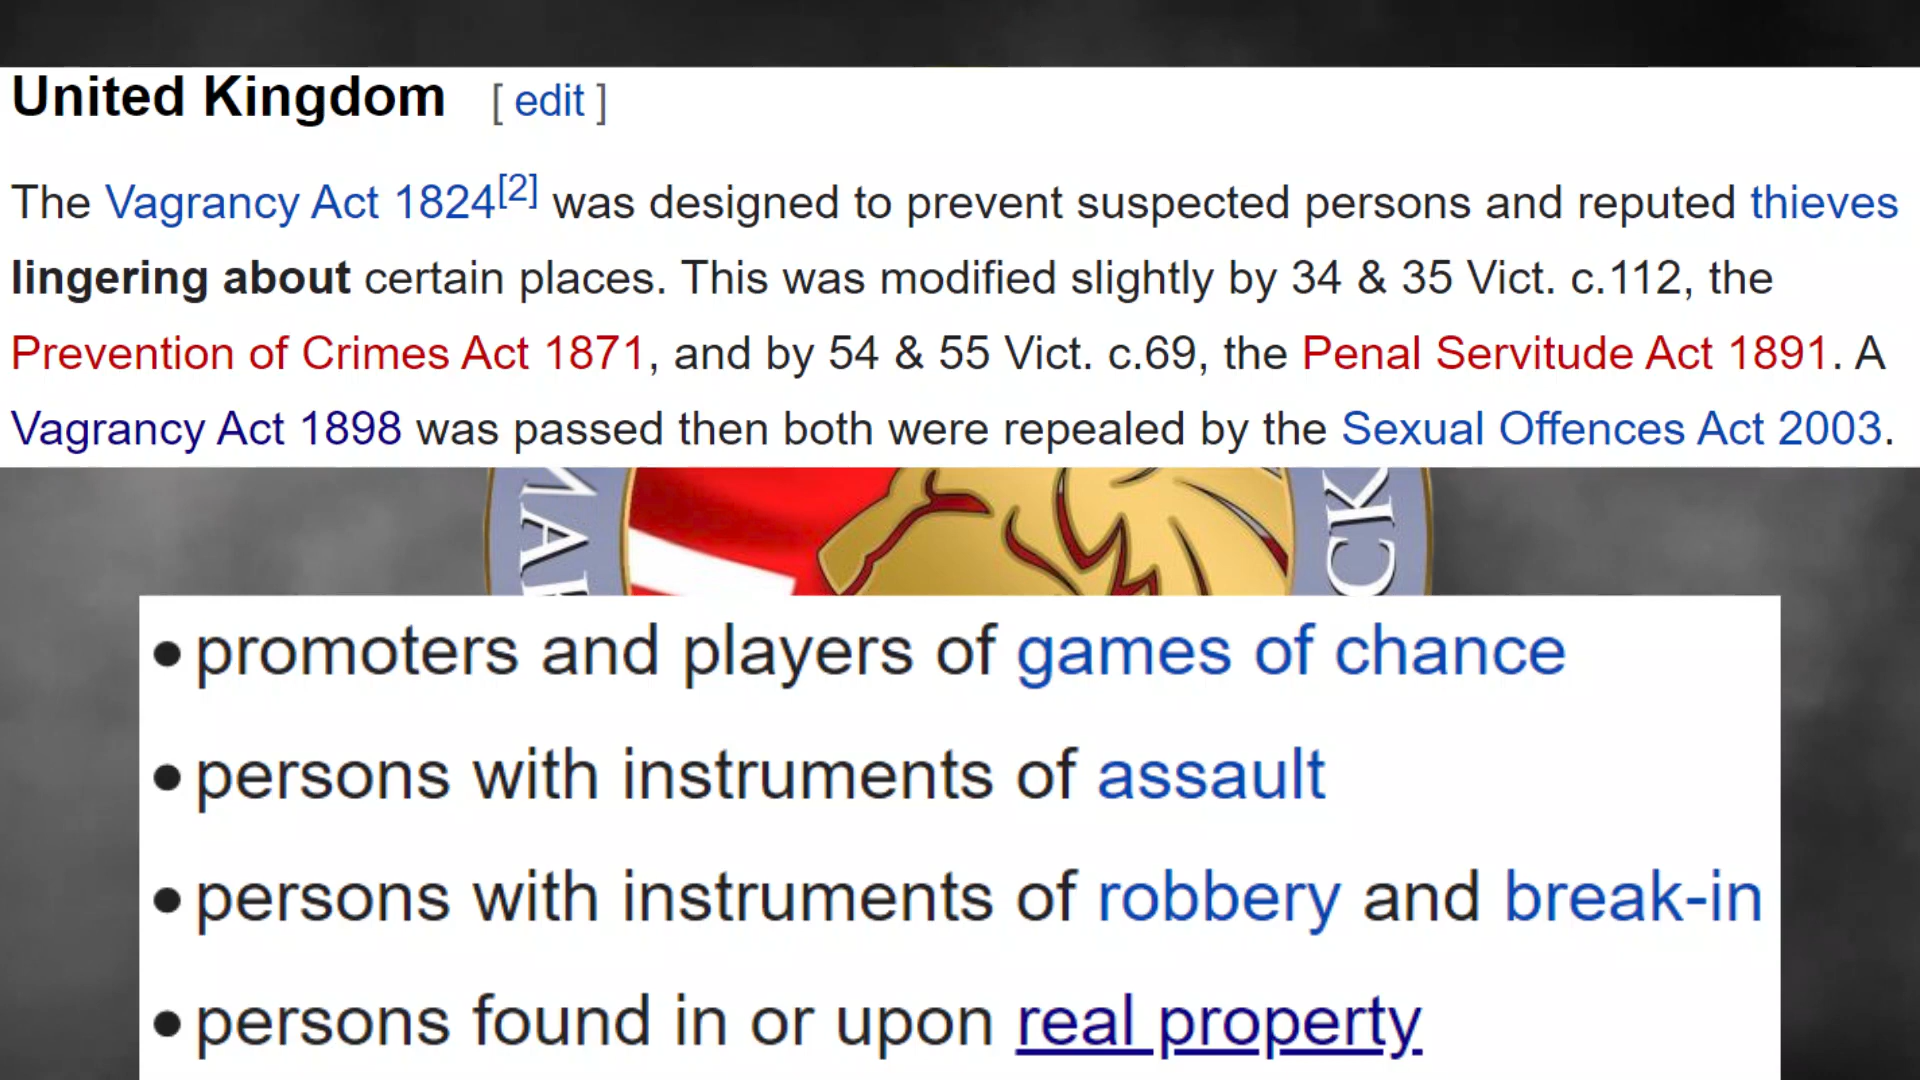 United Kingdom [ edit ]
The Vagrancy Act 1824[2] was designed to prevent suspected persons and reputed thieves
lingering about certain places. This was modified slightly by 34 & 35 Vict. c.112, the
Prevention of Crimes Act 1871, and by 54 & 55 Vict. c.69, the Penal Servitude Act 1891. A
Vagrancy Act 1898 was passed then both were repealed by the Sexual Offences Act 2003.
CK
• promoters and players of games of chance
• persons with instruments of assault
• persons with instruments of robbery and break-in
• persons found in or upon real property